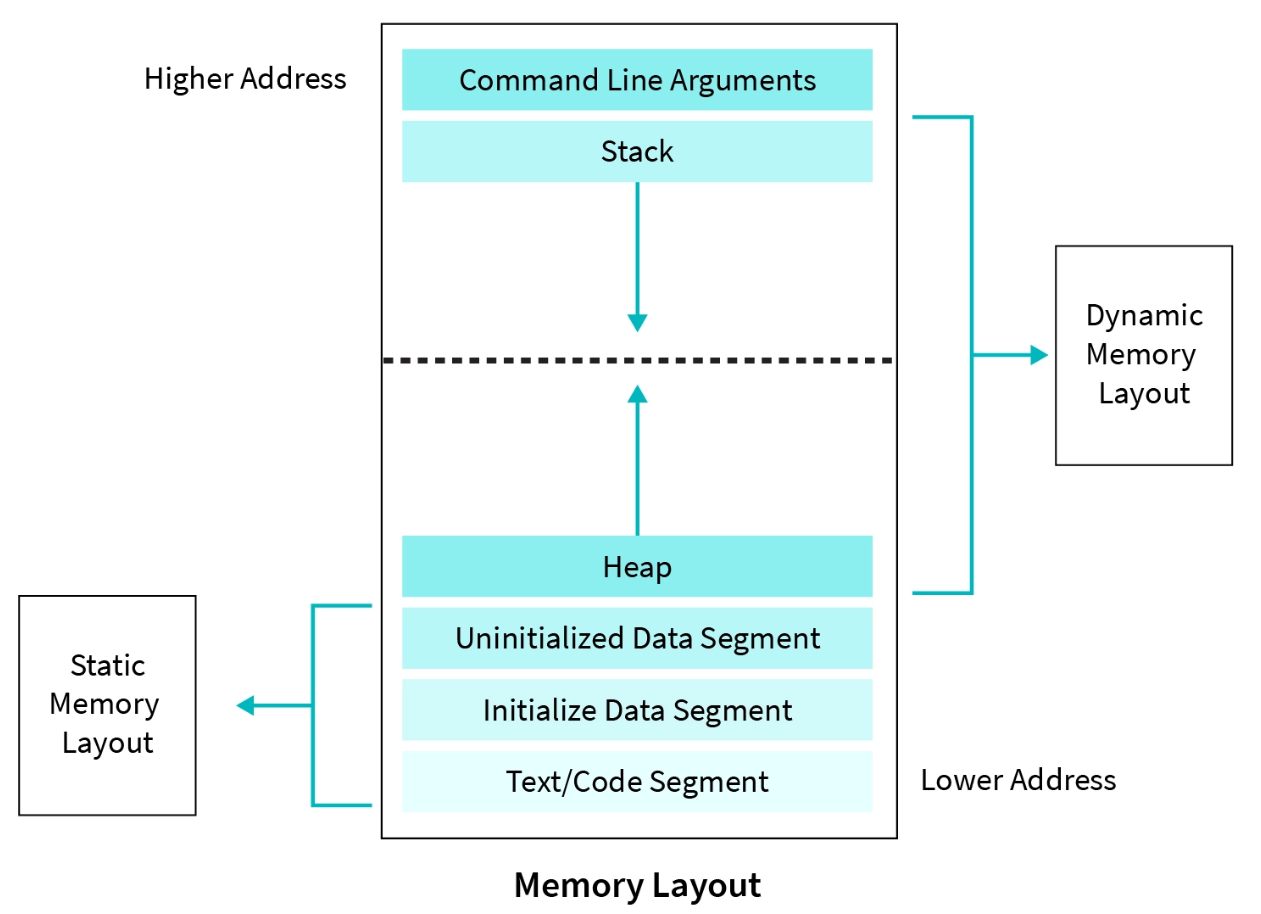 Higher Address
Command Line Arguments
Stack
Dynamic
Memory
Layout
Heap
Uninitialized Data Segment
Static
Memory
Layout
Initialize Data Segment
Text/Code Segment
Lower Address
Memory Layout